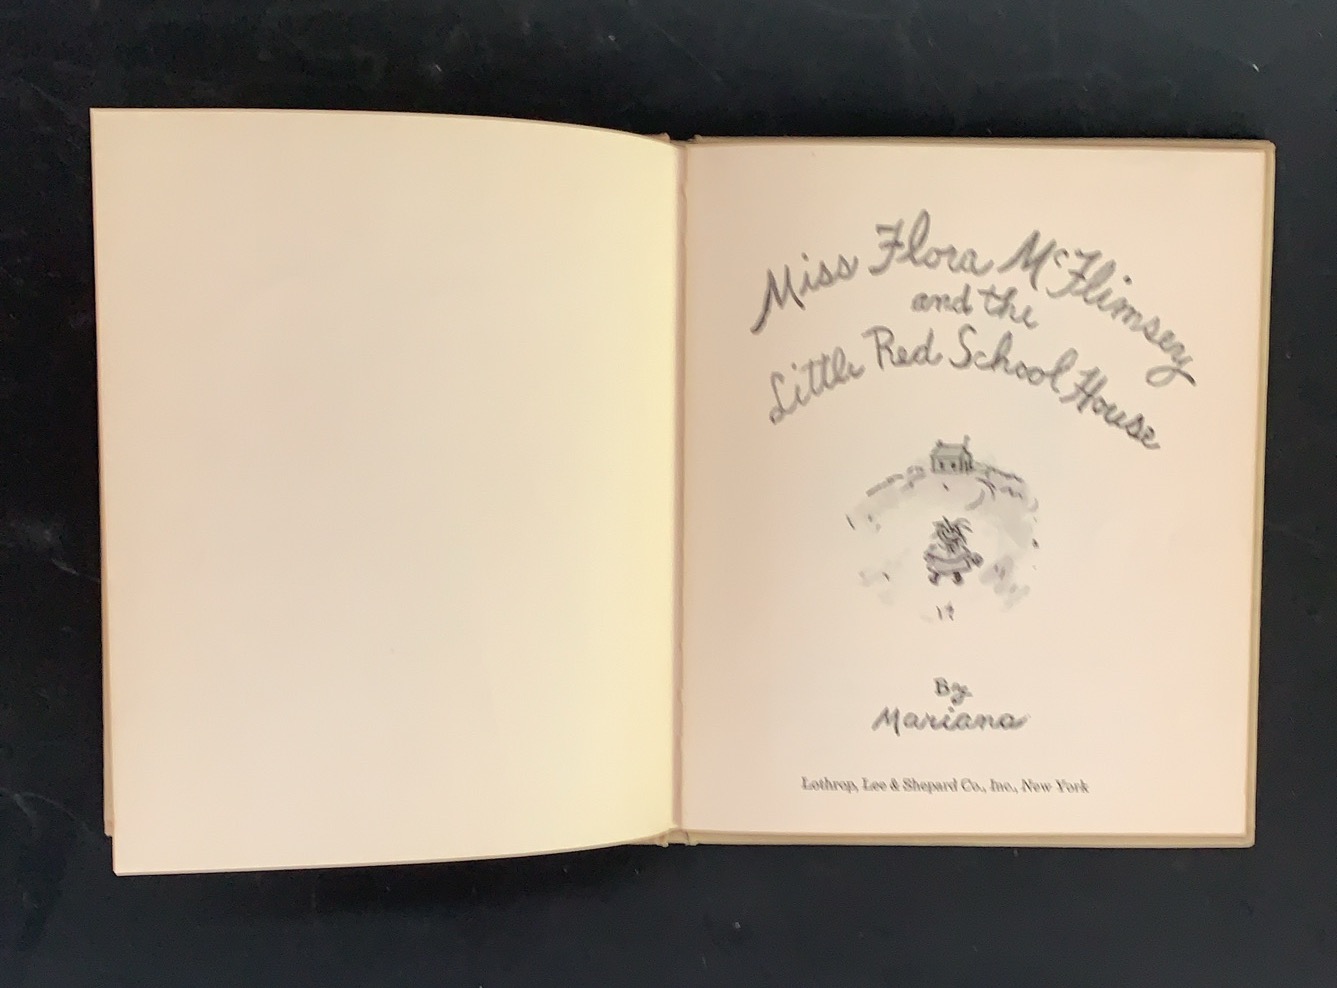 Miss Flora McFlimsey
and the
Little Red School House
By
Mariana
Lothrop, Lee & Shepard Co., Inc., New York